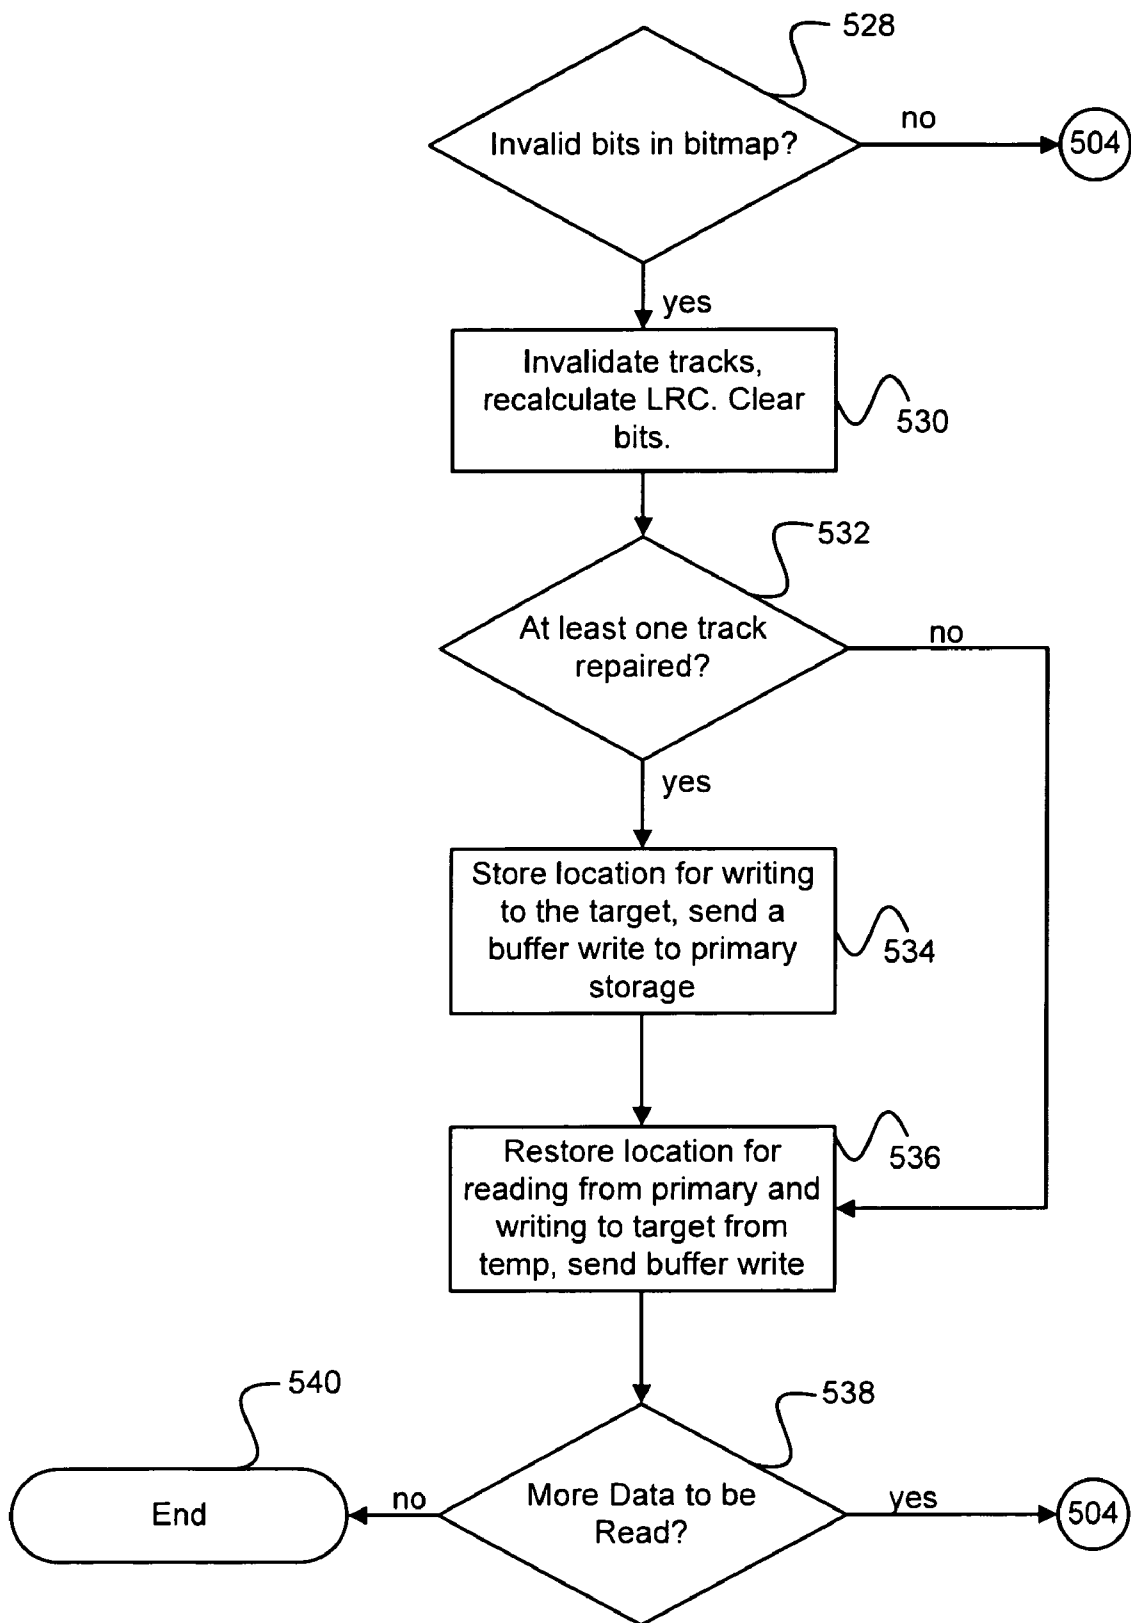 528
Invalid bits in bitmap?
no
504
yes
Invalidate tracks,
recalculate LRC. Clear
bits.
530
532
At least one track
repaired?
no
yes
Store location for writing
to the target, send a
buffer write to primary
storage
534
Restore location for
reading from primary and
writing to target from
temp, send buffer write
536
540
538
End
no
More Data to be
Read?
yes
504